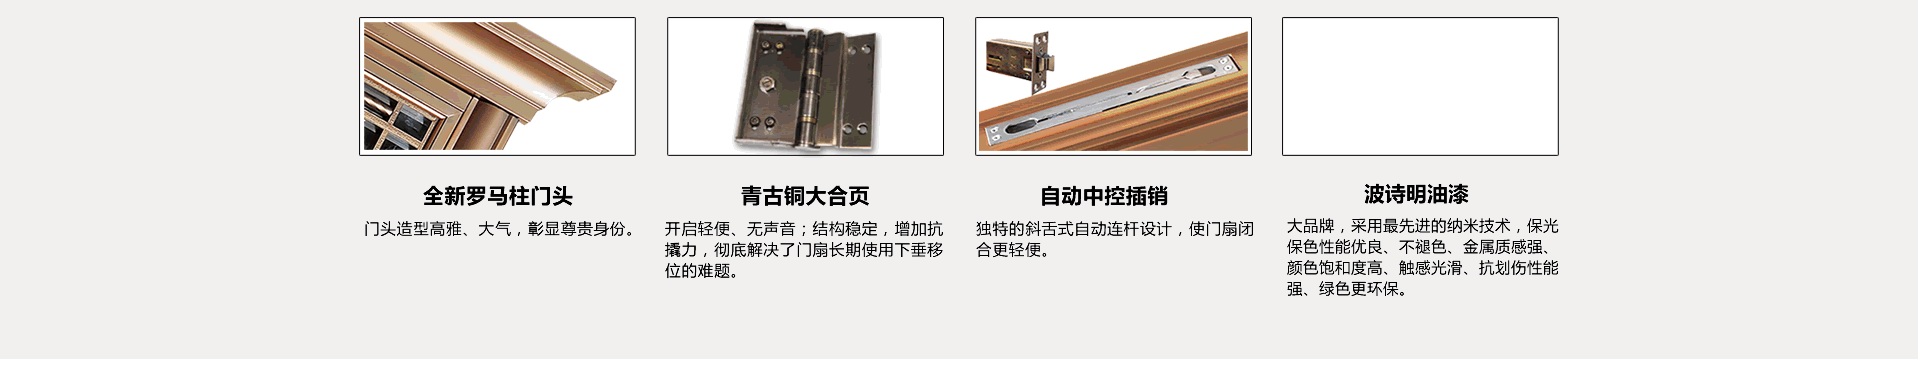 全新罗马柱门头
门头造型高雅、大气，彰显尊贵身份。
青古铜大合页
开启轻便、无声音；结构稳定，增加抗
撬力，彻底解决了门扇长期使用下垂移
位的难题。
自动中控插销
独特的斜舌式自动连杆设计，使门扇闭
合更轻便。
波诗明油漆
大品牌，采用最先进的纳米技术，保光
保色性能优良、不褪色、金属质感强、
颜色饱和度高、触感光滑、抗划伤性能
强、绿色更环保。